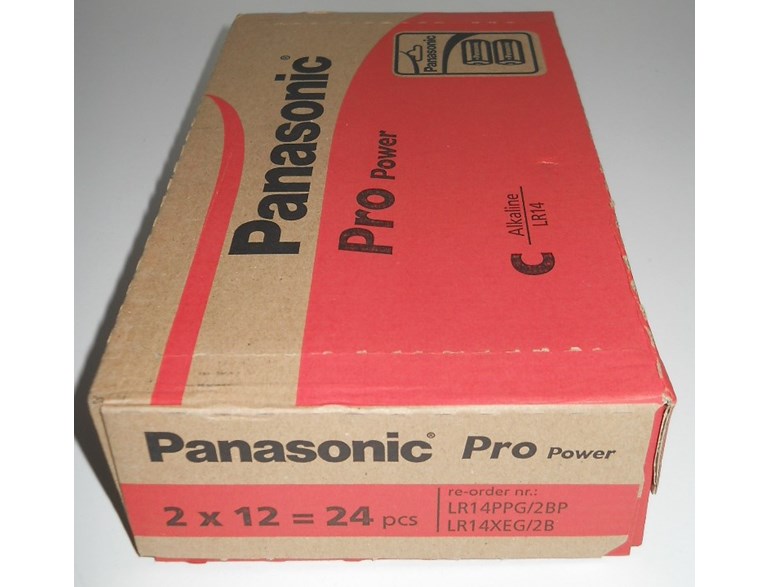 Panasonic
Panasonic®
Pro Power
C Alkaline
LR14
Panasonic® Pro Power
2 x 12 = 24 pcs
re-order nr.:
LR14PPG/2BP
LR14XEG/2B